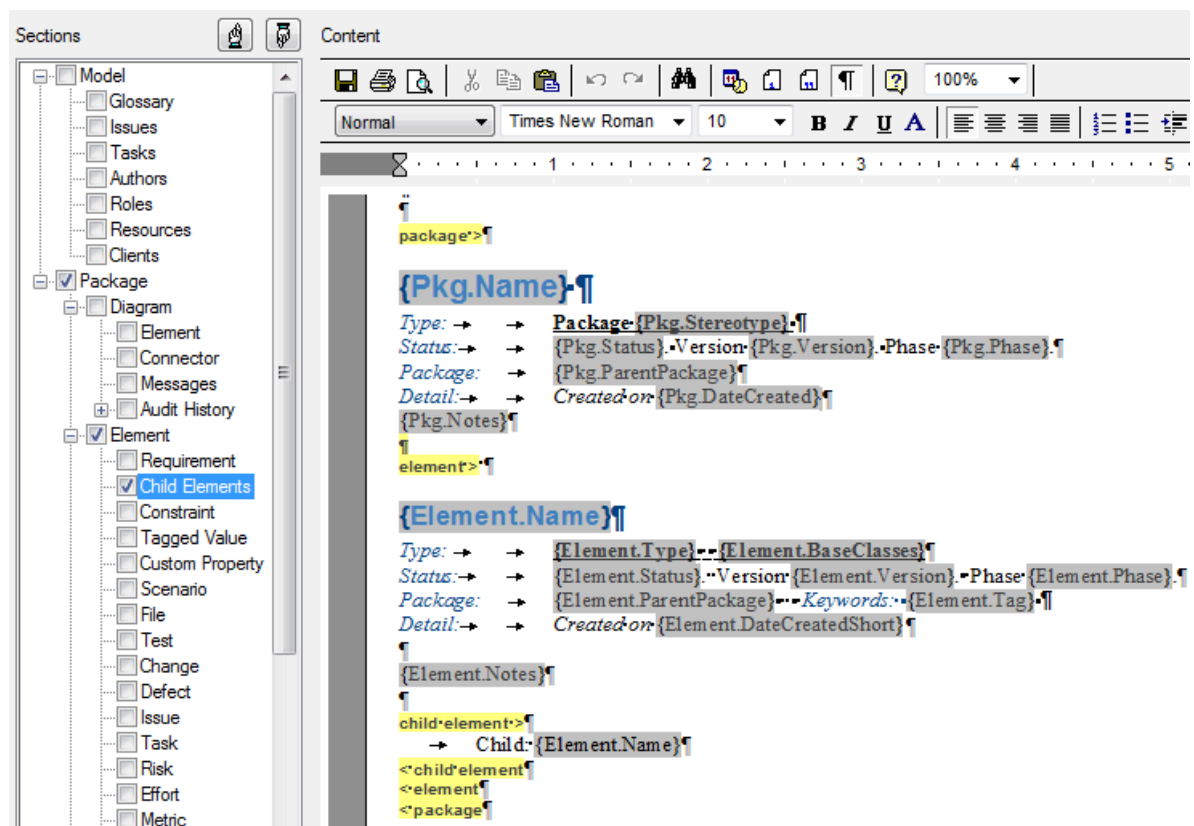 Sections
Content
Model
Glossary
Issues
Tasks
Authors
Roles
Resources
Clients
Package
Diagram
Element
Connector
Messages
Audit History
Element
Requirement
Child Elements
Constraint
Tagged Value
Custom Property
Scenario
File
Test
Change
Defect
Issue
Task
Risk
Effort
Metric
100%
Normal
Times New Roman
10
B I U A
1 2 3 4 5
¶
package >¶
{Pkg.Name} ¶
Type: → → Package {Pkg.Stereotype} ¶
Status: → → {Pkg.Status}. Version {Pkg.Version}. Phase {Pkg.Phase}.¶
Package: → {Pkg.ParentPackage}¶
Detail: → → Created on {Pkg.DateCreated}¶
{Pkg.Notes}¶
¶
element > ¶
{Element.Name}¶
Type: → → {Element.Type} - {Element.BaseClasses}¶
Status: → → {Element.Status}. Version {Element.Version}. Phase {Element.Phase}.¶
Package: → {Element.ParentPackage} Keywords: {Element.Tag} ¶
Detail: → → Created on {Element.DateCreatedShort} ¶
¶
{Element.Notes}¶
¶
child element >¶
→ Child: {Element.Name}¶
< child element¶
< element¶
< package¶